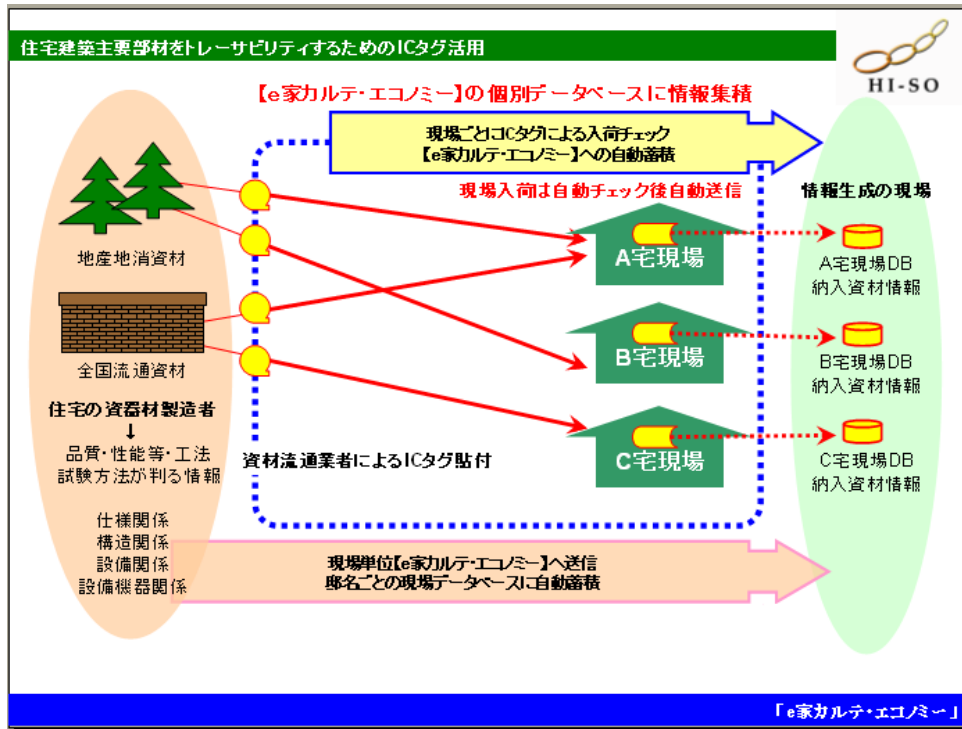 住宅建築主要部材をトレーサビリティするためのICタグ活用
HI-SO
【e家カルテ・エコノミー】の個別データベースに情報集積
現場ごとにICタグによる入荷チェック
【e家カルテ・エコノミー】への自動蓄積
現場入荷は自動チェック後自動送信
情報生成の現場
地産地消資材
A宅現場
A宅現場DB
納入資材情報
全国流通資材
B宅現場
B宅現場DB
納入資材情報
住宅の資器材製造者
↓
品質・性能等・工法
試験方法が判る情報
資材流通業者によるICタグ貼付
C宅現場
C宅現場DB
納入資材情報
仕様関係
構造関係
設備関係
設備機器関係
現場単位【e家カルテ・エコノミー】へ送信
邸名ごとの現場データベースに自動蓄積
「e家カルテ・エコノミー」